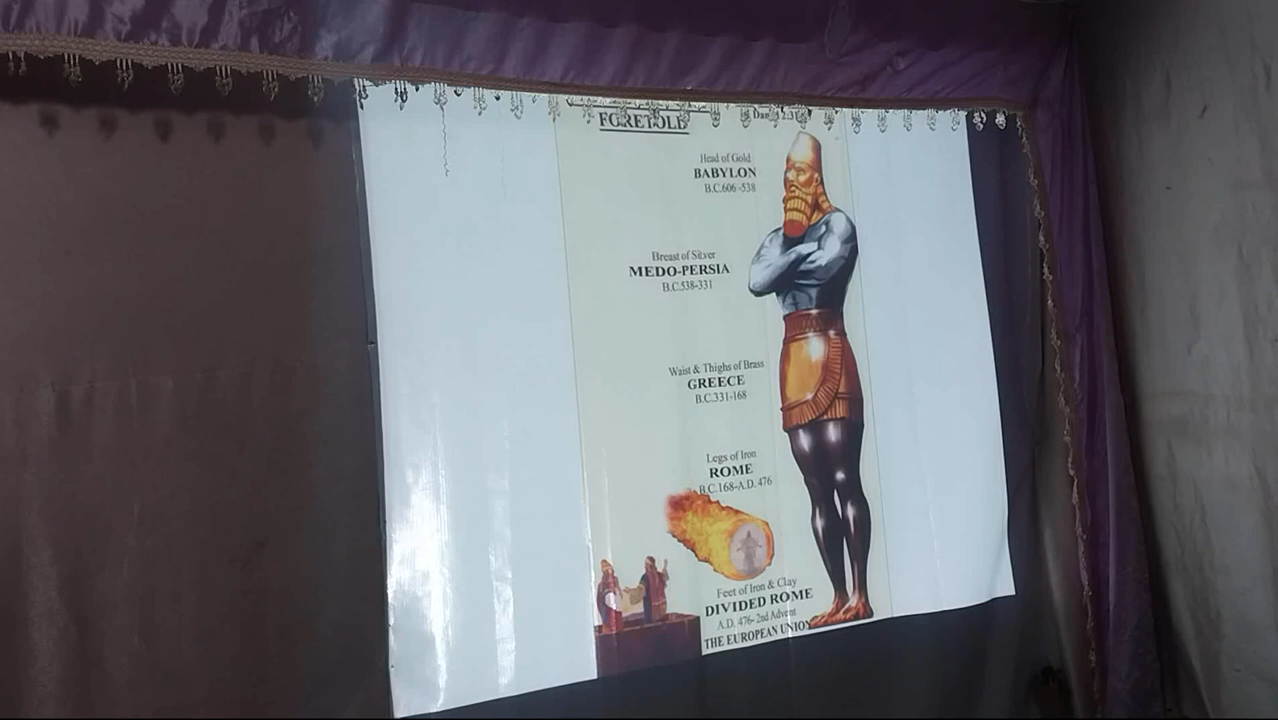 FORETOLD
Head of Gold
BABYLON
B.C.606-538
Breast of Silver
MEDO-PERSIA
B.C.538-331
Waist & Thighs of Brass
GREECE
B.C.331-168
Legs of Iron
ROME
B.C.168-A.D. 476
Feet of Iron & Clay
DIVIDED ROME
A.D. 476- 2nd Advent
THE EUROPEAN UNION